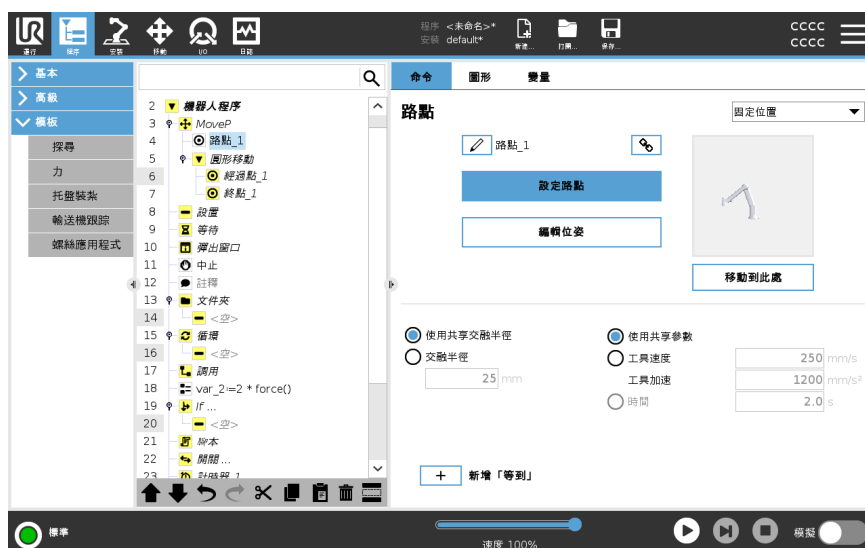 UR
運行
程序
安裝
移動
I/O
日誌
程序 <未命名>*
安裝 default*
新建...
打開...
保存...
cccc
cccc
基本
高級
模板
探尋
力
托盤裝紮
輸送機跟踪
螺絲應用程式
2 機器人程序
3 MoveP
4 路點_1
5 圓形移動
6 經過點_1
7 終點_1
8 設置
9 等待
10 彈出窗口
11 中止
12 註釋
13 文件夾
14 <空>
15 循環
16 <空>
17 調用
18 var_2≔2 * force()
19 If ...
20 <空>
21 腳本
22 開關 ...
23 計時器_1
命令 圖形 變量
路點
固定位置
路點_1
設定路點
編輯位姿
移動到此處
使用共享交融半徑
交融半徑
25 mm
使用共享參數
工具速度 250 mm/s
工具加速 1200 mm/s²
時間 2.0 s
+ 新增「等到」
標準
速度 100%
模擬